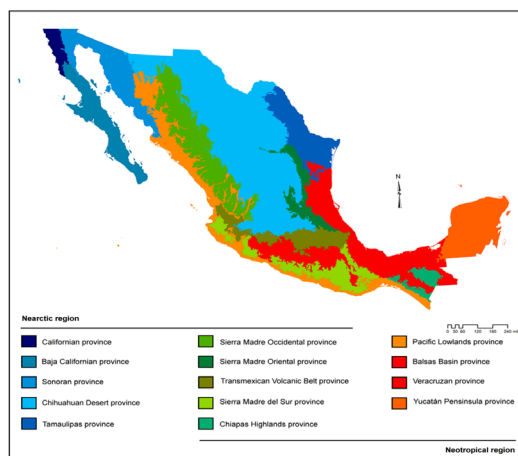 N
0 30 60 120 180 240
Nearctic region
Californian province
Baja Californian province
Sonoran province
Chihuahuan Desert province
Tamaulipas province
Sierra Madre Occidental province
Sierra Madre Oriental province
Transmexican Volcanic Belt province
Sierra Madre del Sur province
Chiapas Highlands province
Pacific Lowlands province
Balsas Basin province
Veracruzan province
Yucatán Peninsula province
Neotropical region